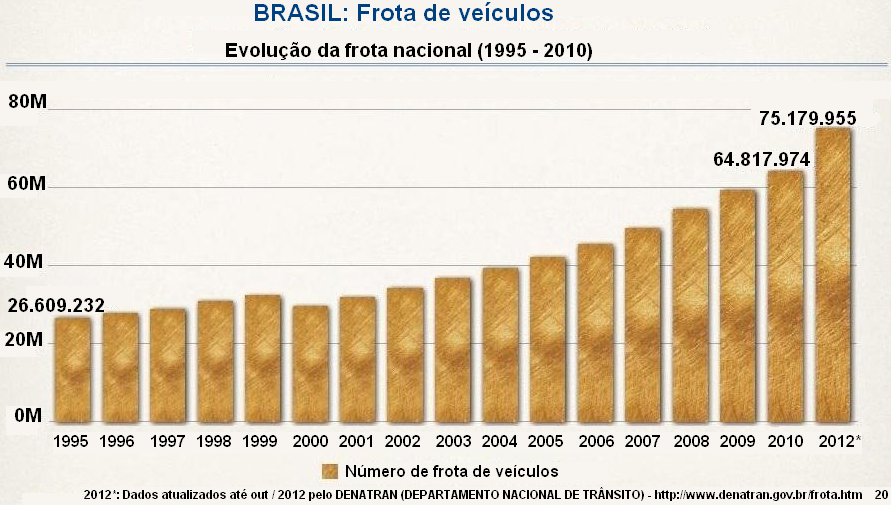 BRASIL: Frota de veículos
Evolução da frota nacional (1995 - 2010)
80M
75.179.955
64.817.974
60M
40M
26.609.232
20M
0M
1995 1996 1997 1998 1999 2000 2001 2002 2003 2004 2005 2006 2007 2008 2009 2010 2012*
Número de frota de veículos
2012*: Dados atualizados até out / 2012 pelo DENATRAN (DEPARTAMENTO NACIONAL DE TRÂNSITO) - http://www.denatran.gov.br/frota.htm 20